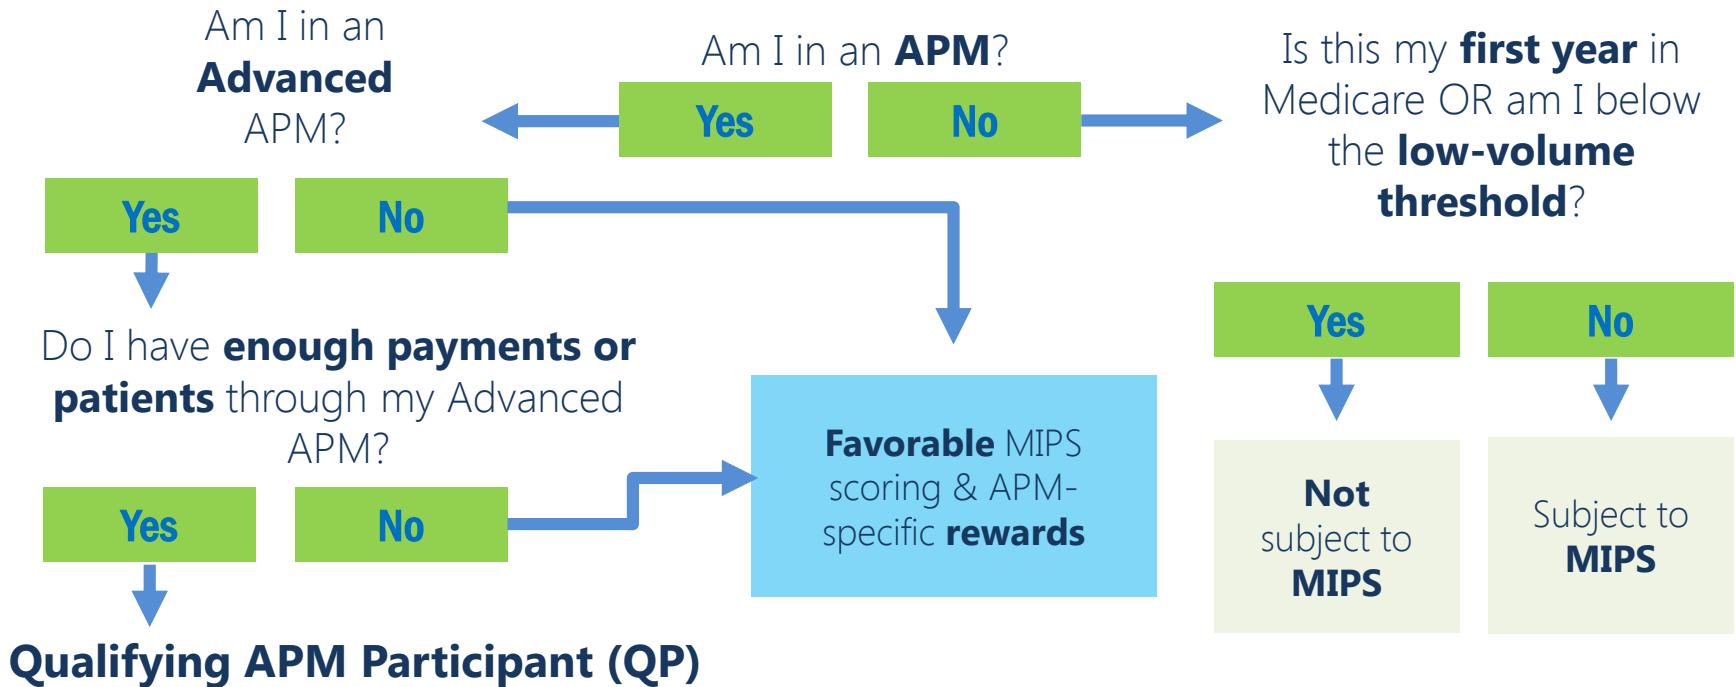 Am I in an
Advanced
APM?
Yes
No
Am I in an APM?
Yes
No
Is this my first year in
Medicare OR am I below
the low-volume
threshold?
Yes
No
Do I have enough payments or
patients through my Advanced
APM?
Yes
No
Favorable MIPS
scoring & APM-
specific rewards
Not
subject to
MIPS
Subject to
MIPS
Qualifying APM Participant (QP)